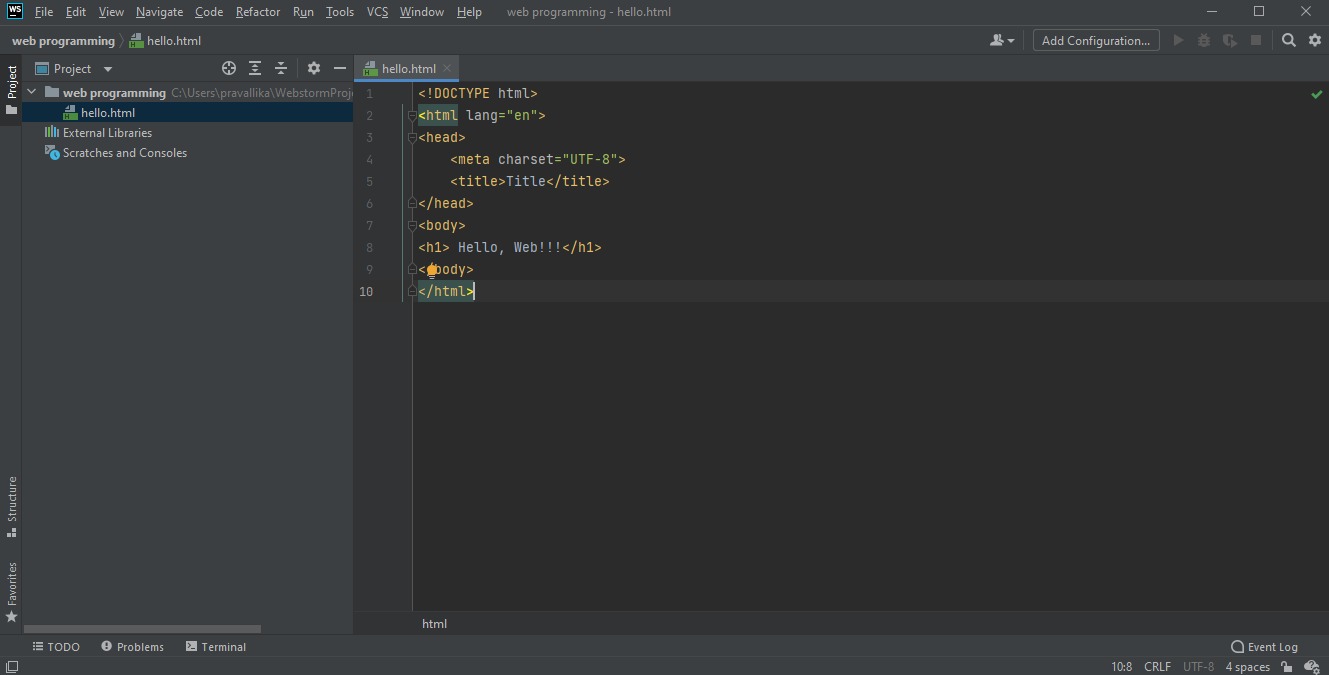 WS File Edit View Navigate Code Refactor Run Tools VCS Window Help web programming - hello.html
web programming hello.html Add Configuration...
Project
Project
hello.html
web programming C:\Users\pravallika\WebstormProj
hello.html
External Libraries
Scratches and Consoles
1 <!DOCTYPE html>
2 <html lang="en">
3 <head>
4 <meta charset="UTF-8">
5 <title>Title</title>
6 </head>
7 <body>
8 <h1> Hello, Web!!!</h1>
9 < body>
10 </html>
Structure
Favorites
html
TODO Problems Terminal Event Log
10:8 CRLF UTF-8 4 spaces